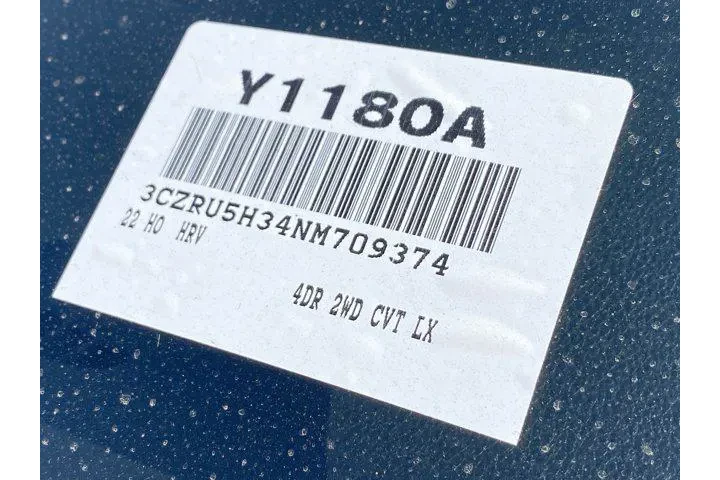 Y1180A
3CZRU5H34NM709374
22 HO HRV
4DR 2WD CVT LX